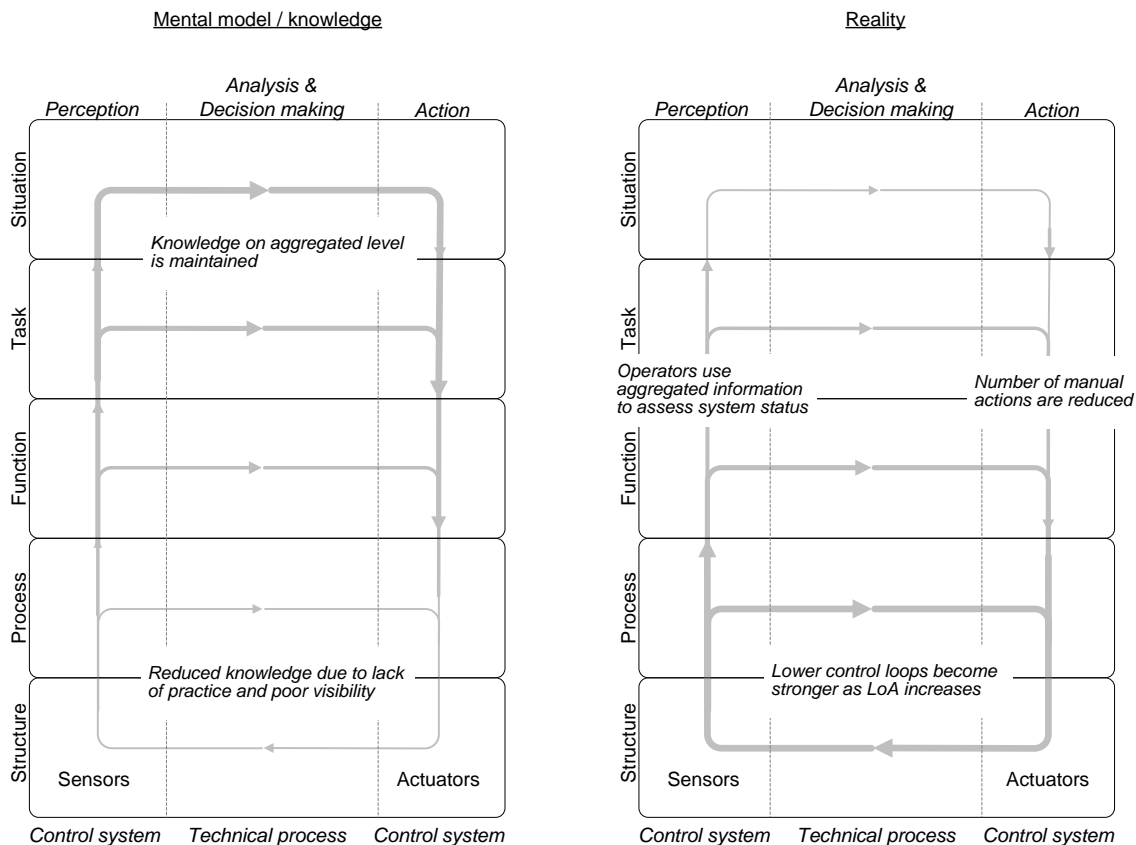 Mental model / knowledge
Analysis &
Perception Decision making Action
Situation
Knowledge on aggregated level
is maintained
Task
Function
Process
Reduced knowledge due to lack
of practice and poor visibility
Structure
Sensors Actuators
Control system Technical process Control system
Reality
Analysis &
Perception Decision making Action
Situation
Task
Operators use
aggregated information
to assess system status
Number of manual
actions are reduced
Function
Process
Lower control loops become
stronger as LoA increases
Structure
Sensors Actuators
Control system Technical process Control system